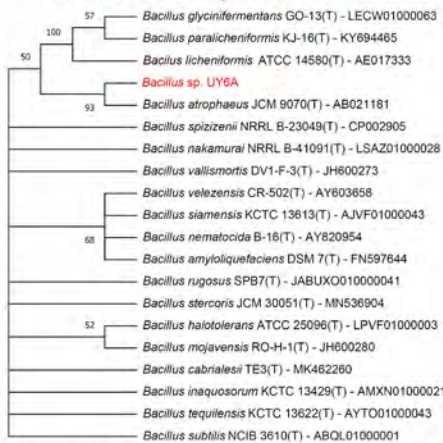 57
Bacillus glycinifermentans GO-13(T) - LECW01000063
100
Bacillus paralicheniformis KJ-16(T) - KY694465
50
Bacillus licheniformis ATCC 14580(T) - AE017333
Bacillus sp. UY6A
93
Bacillus atrophaeus JCM 9070(T) - AB021181
Bacillus spizizenii NRRL B-23049(T) - CP002905
Bacillus nakamurai NRRL B-41091(T) - LSAZ01000028
Bacillus vallismortis DV1-F-3(T) - JH600273
Bacillus velezensis CR-502(T) - AY603658
Bacillus siamensis KCTC 13613(T) - AJVF01000043
68
Bacillus nematocida B-16(T) - AY820954
Bacillus amyloliquefaciens DSM 7(T) - FN597644
Bacillus rugosus SPB7(T) - JABUXO010000041
Bacillus stercoris JCM 30051(T) - MN536904
52
Bacillus halotolerans ATCC 25096(T) - LPVF01000003
Bacillus mojavensis RO-H-1(T) - JH600280
Bacillus cabrialesii TE3(T) - MK462260
Bacillus inaquosorum KCTC 13429(T) - AMXN01000021
Bacillus tequilensis KCTC 13622(T) - AYTO01000043
Bacillus subtilis NCIB 3610(T) - ABQL01000001